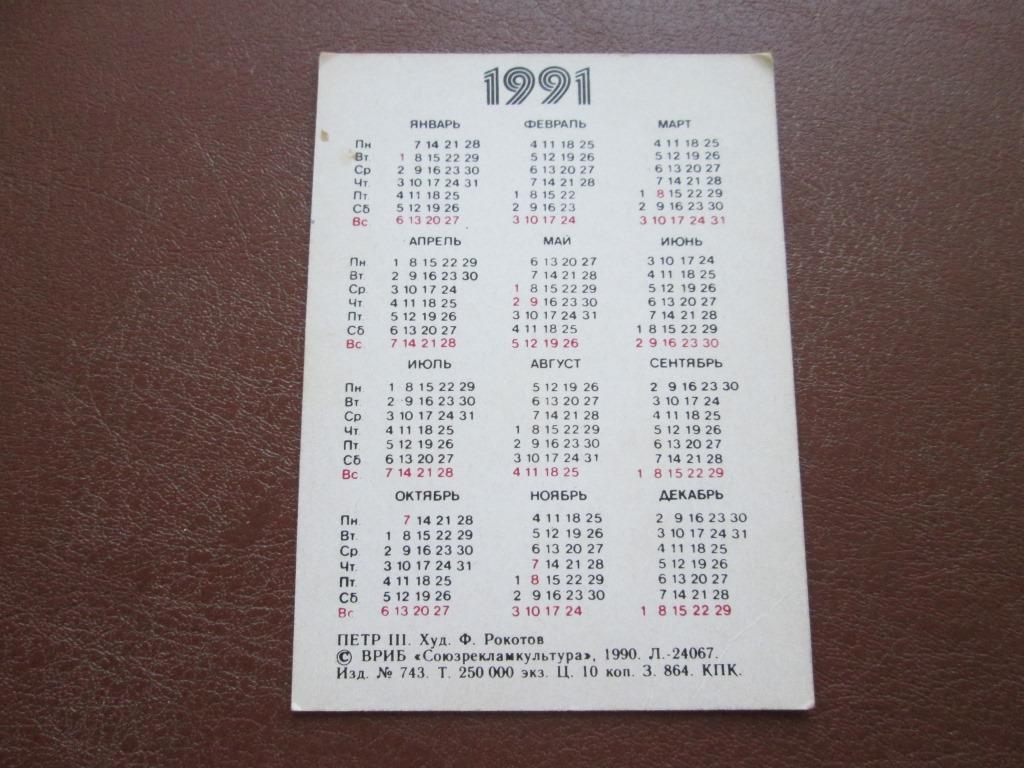 1991
ЯНВАРЬ ФЕВРАЛЬ МАРТ
Пн 7 14 21 28 4 11 18 25 4 11 18 25
Вт 1 8 15 22 29 5 12 19 26 5 12 19 26
Ср 2 9 16 23 30 6 13 20 27 6 13 20 27
Чт 3 10 17 24 31 7 14 21 28 7 14 21 28
Пт. 4 11 18 25 1 8 15 22 1 8 15 22 29
Сб 5 12 19 26 2 9 16 23 2 9 16 23 30
Вс. 6 13 20 27 3 10 17 24 3 10 17 24 31
АПРЕЛЬ МАЙ ИЮНЬ
Пн. 1 8 15 22 29 6 13 20 27 3 10 17 24
Вт 2 9 16 23 30 7 14 21 28 4 11 18 25
Ср. 3 10 17 24 1 8 15 22 29 5 12 19 26
Чт. 4 11 18 25 2 9 16 23 30 6 13 20 27
Пт. 5 12 19 26 3 10 17 24 31 7 14 21 28
Сб 6 13 20 27 4 11 18 25 1 8 15 22 29
Вс 7 14 21 28 5 12 19 26 2 9 16 23 30
ИЮЛЬ АВГУСТ СЕНТЯБРЬ
Пн 1 8 15 22 29 5 12 19 26 2 9 16 23 30
Вт. 2 9 16 23 30 6 13 20 27 3 10 17 24
Ср. 3 10 17 24 31 7 14 21 28 4 11 18 25
Чт. 4 11 18 25 1 8 15 22 29 5 12 19 26
Пт 5 12 19 26 2 9 16 23 30 6 13 20 27
Сб 6 13 20 27 3 10 17 24 31 7 14 21 28
Вс. 7 14 21 28 4 11 18 25 1 8 15 22 29
ОКТЯБРЬ НОЯБРЬ ДЕКАБРЬ
Пн. 7 14 21 28 4 11 18 25 2 9 16 23 30
Вт. 1 8 15 22 29 5 12 19 26 3 10 17 24 31
Ср. 2 9 16 23 30 6 13 20 27 4 11 18 25
Чт. 3 10 17 24 31 7 14 21 28 5 12 19 26
Пт. 4 11 18 25 1 8 15 22 29 6 13 20 27
Сб 5 12 19 26 2 9 16 23 30 7 14 21 28
Вс. 6 13 20 27 3 10 17 24 1 8 15 22 29
ПЕТР III. Худ. Ф. Рокотов
© ВРИБ «Союзрекламкультура», 1990. Л.-24067.
Изд. № 743. Т. 250 000 экз. Ц. 10 коп. З. 864. КПК.